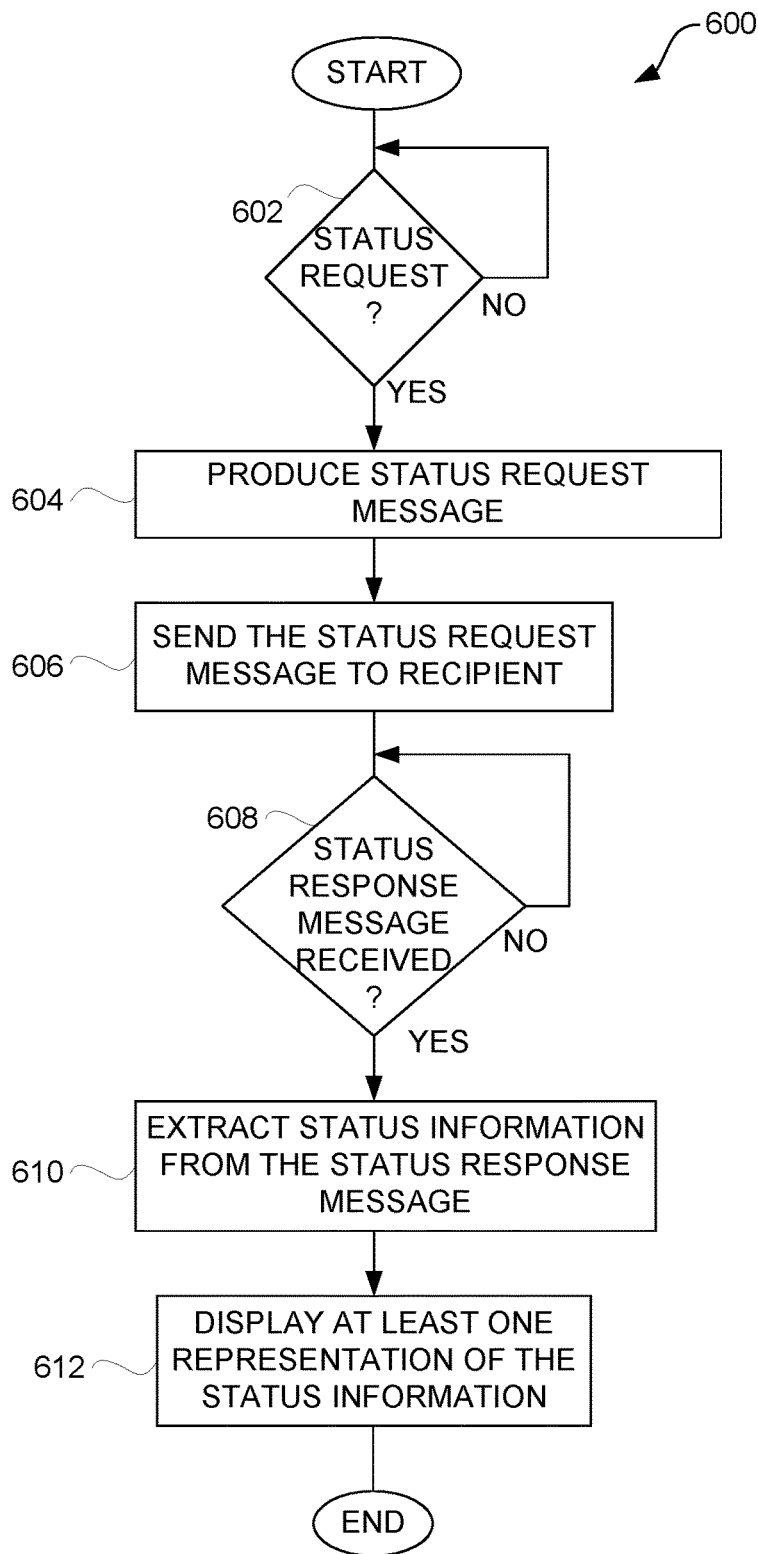 600
START
602
STATUS
REQUEST
?
NO
YES
604
PRODUCE STATUS REQUEST
MESSAGE
606
SEND THE STATUS REQUEST
MESSAGE TO RECIPIENT
608
STATUS
RESPONSE
MESSAGE
RECEIVED
?
NO
YES
610
EXTRACT STATUS INFORMATION
FROM THE STATUS RESPONSE
MESSAGE
612
DISPLAY AT LEAST ONE
REPRESENTATION OF THE
STATUS INFORMATION
END